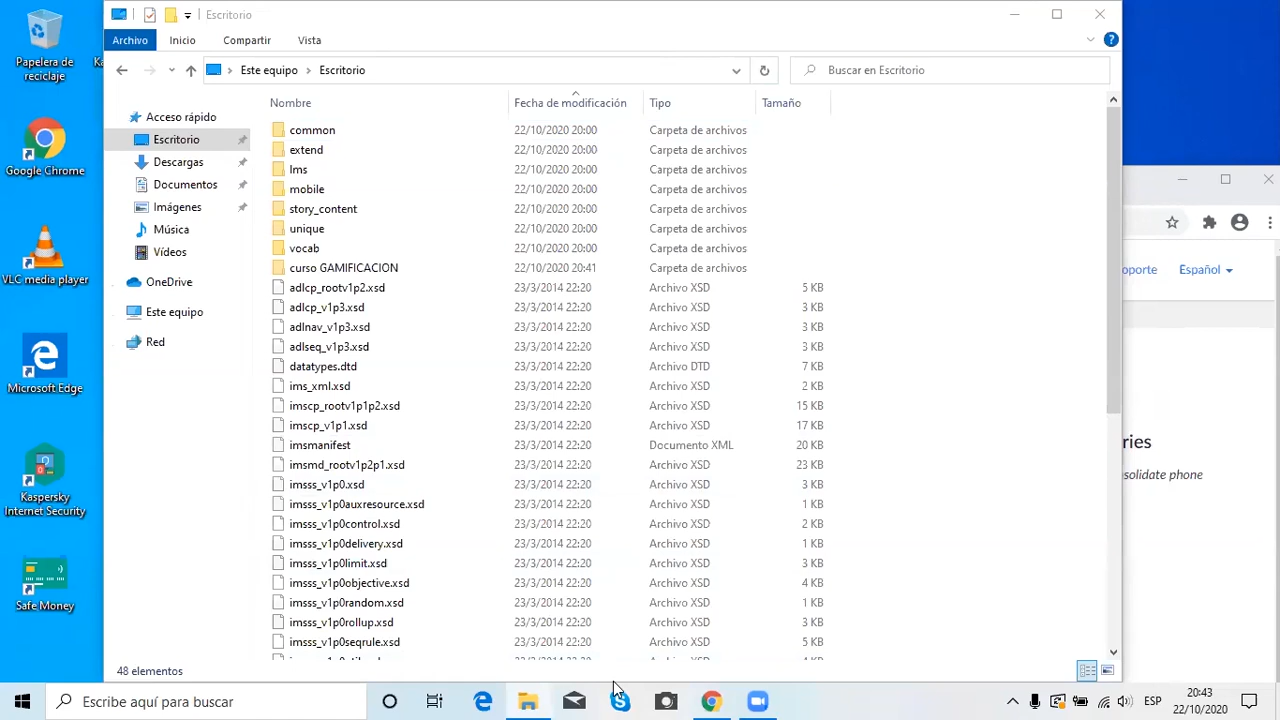 Escritorio
Archivo Inicio Compartir Vista
Este equipo Escritorio
Buscar en Escritorio
Nombre Fecha de modificación Tipo Tamaño
Acceso rápido
Escritorio
Descargas
Documentos
Imágenes
Música
Vídeos
OneDrive
Este equipo
Red
common 22/10/2020 20:00 Carpeta de archivos
extend 22/10/2020 20:00 Carpeta de archivos
lms 22/10/2020 20:00 Carpeta de archivos
mobile 22/10/2020 20:00 Carpeta de archivos
story_content 22/10/2020 20:00 Carpeta de archivos
unique 22/10/2020 20:00 Carpeta de archivos
vocab 22/10/2020 20:00 Carpeta de archivos
curso GAMIFICACION 22/10/2020 20:41 Carpeta de archivos
adlcp_rootv1p2.xsd 23/3/2014 22:20 Archivo XSD 5 KB
adlcp_v1p3.xsd 23/3/2014 22:20 Archivo XSD 3 KB
adlnav_v1p3.xsd 23/3/2014 22:20 Archivo XSD 3 KB
adlseq_v1p3.xsd 23/3/2014 22:20 Archivo XSD 3 KB
datatypes.dtd 23/3/2014 22:20 Archivo DTD 7 KB
ims_xml.xsd 23/3/2014 22:20 Archivo XSD 2 KB
imscp_rootv1p1p2.xsd 23/3/2014 22:20 Archivo XSD 15 KB
imscp_v1p1.xsd 23/3/2014 22:20 Archivo XSD 17 KB
imsmanifest 23/3/2014 22:20 Documento XML 20 KB
imsmd_rootv1p2p1.xsd 23/3/2014 22:20 Archivo XSD 23 KB
imsss_v1p0.xsd 23/3/2014 22:20 Archivo XSD 3 KB
imsss_v1p0auxresource.xsd 23/3/2014 22:20 Archivo XSD 1 KB
imsss_v1p0control.xsd 23/3/2014 22:20 Archivo XSD 2 KB
imsss_v1p0delivery.xsd 23/3/2014 22:20 Archivo XSD 1 KB
imsss_v1p0limit.xsd 23/3/2014 22:20 Archivo XSD 3 KB
imsss_v1p0objective.xsd 23/3/2014 22:20 Archivo XSD 4 KB
imsss_v1p0random.xsd 23/3/2014 22:20 Archivo XSD 1 KB
imsss_v1p0rollup.xsd 23/3/2014 22:20 Archivo XSD 3 KB
imsss_v1p0seqrule.xsd 23/3/2014 22:20 Archivo XSD 5 KB
48 elementos
Papelera de
reciclaje
Ka
Google Chrome
VLC media player
Microsoft Edge
Kaspersky
Internet Security
Safe Money
oporte Español
ries
nsolidate phone
Escribe aquí para buscar
ESP
20:43
22/10/2020